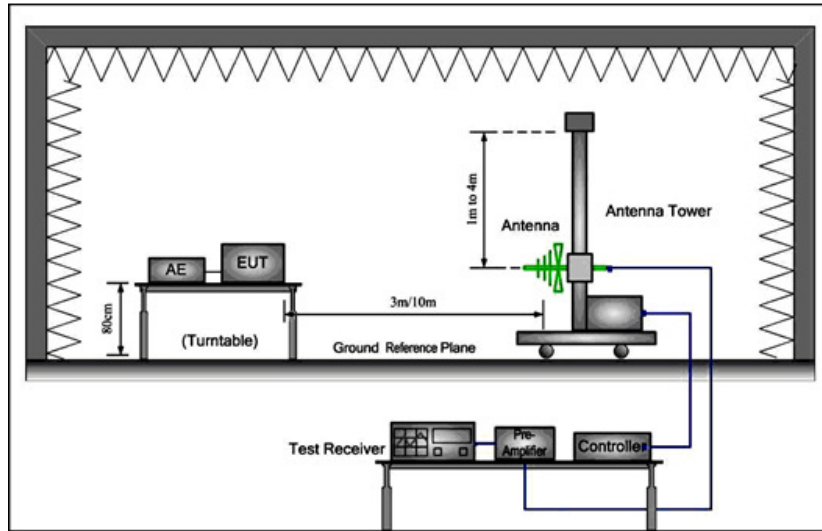 1m to 4m
Antenna
Antenna Tower
AE
EUT
3m/10m
80cm
(Turntable)
Ground Reference Plane
Test Receiver
Pre-
Amplifier
Controller